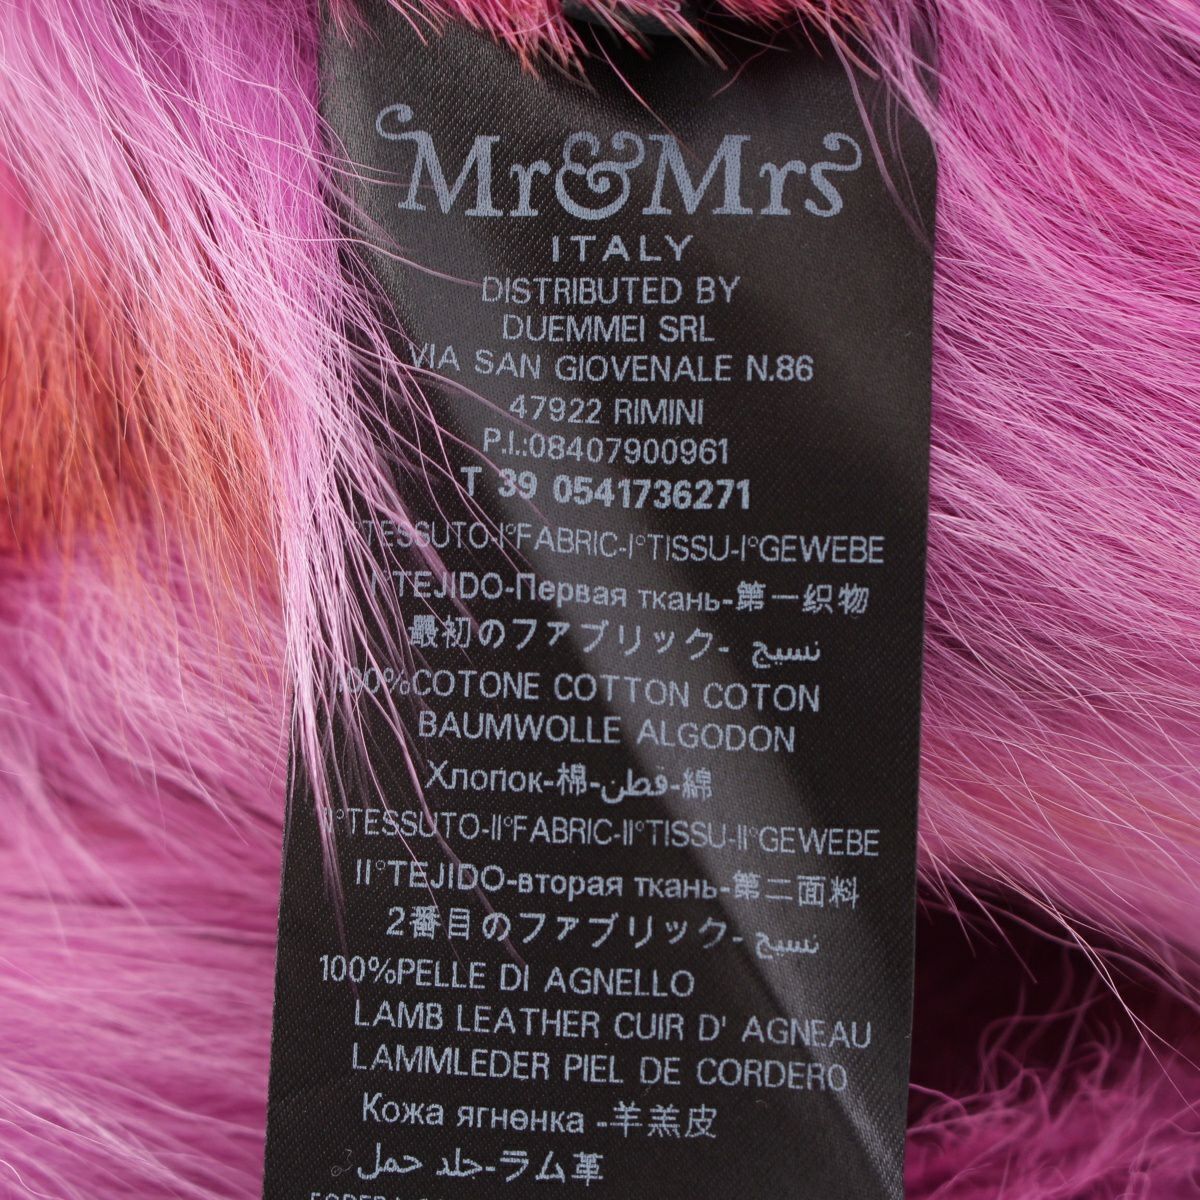 Mr&Mrs
ITALY
DISTRIBUTED BY
DUEMMEI SRL
VIA SAN GIOVENALE N.86
47922 RIMINI
P.I.:08407900961
T 39 0541736271
I°TESSUTO-I°FABRIC-I°TISSU-I°GEWEBE
I°TEJIDO-Первая ткань-第一织物
最初のファブリック- نسيج
100%COTONE COTTON COTON
BAUMWOLLE ALGODON
Хлопок-棉-قطن-綿
II°TESSUTO-II°FABRIC-II°TISSU-II°GEWEBE
II°TEJIDO-вторая ткань-第二面料
2番目のファブリック- نسيج
100%PELLE DI AGNELLO
LAMB LEATHER CUIR D' AGNEAU
LAMMLEDER PIEL DE CORDERO
Кожа ягнөнка -羊羔皮
جلد حمل-ラム革